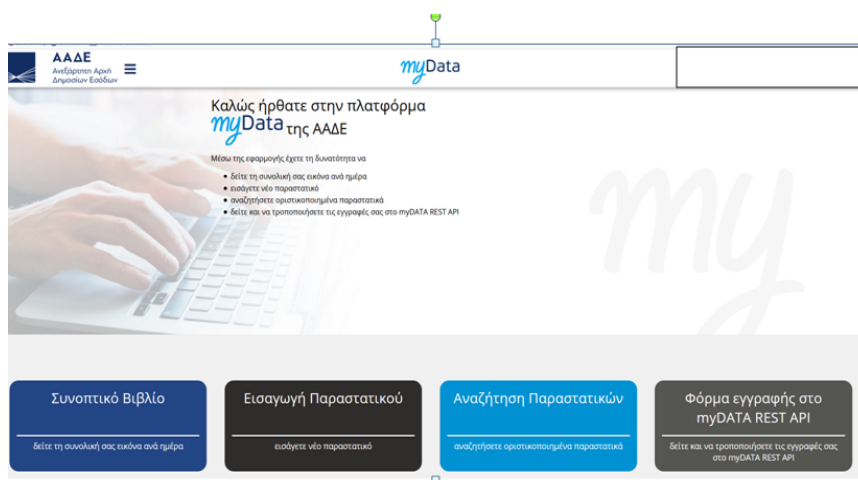 ΑΑΔΕ
Ανεξάρτητη Αρχή
Δημοσίων Εσόδων
myData
Καλώς ήρθατε στην πλατφόρμα
myData της ΑΑΔΕ
Μέσω της εφαρμογής έχετε τη δυνατότητα να
• δείτε τη συνολική σας εικόνα ανά ημέρα
• εισάγετε νέο παραστατικό
• αναζητήσετε οριστικοποιημένα παραστατικά
• δείτε και να τροποποιήσετε τις εγγραφές σας στο myDATA REST API
my
Συνοπτικό Βιβλίο
δείτε τη συνολική σας εικόνα ανά ημέρα
Εισαγωγή Παραστατικού
εισάγετε νέο παραστατικό
Αναζήτηση Παραστατικών
αναζητήσετε οριστικοποιημένα παραστατικά
Φόρμα εγγραφής στο
myDATA REST API
δείτε και να τροποποιήσετε τις εγγραφές σας
στο myDATA REST API